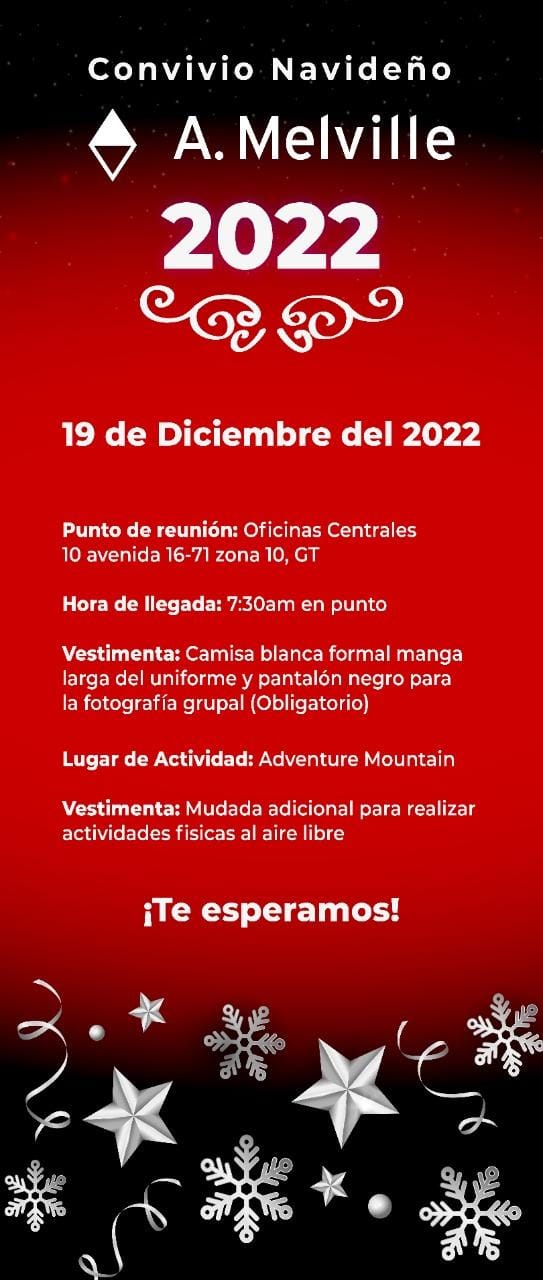 Convivio Navideño
A. Melville
2022
19 de Diciembre del 2022
Punto de reunión: Oficinas Centrales
10 avenida 16-71 zona 10, GT
Hora de llegada: 7:30am en punto
Vestimenta: Camisa blanca formal manga
larga del uniforme y pantalón negro para
la fotografía grupal (Obligatorio)
Lugar de Actividad: Adventure Mountain
Vestimenta: Mudada adicional para realizar
actividades fisicas al aire libre
¡Te esperamos!